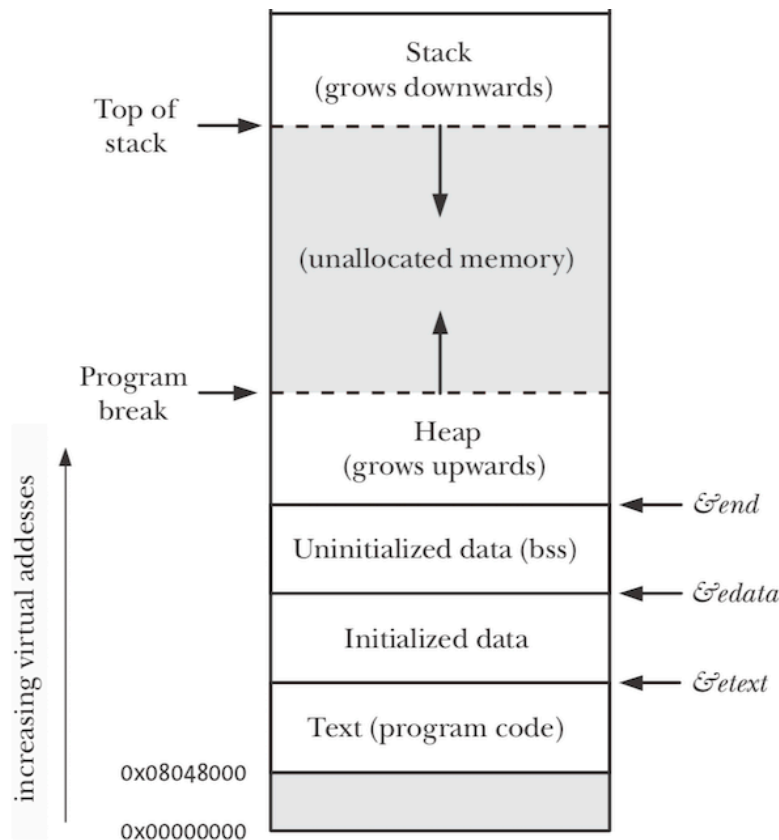 Stack
(grows downwards)
Top of
stack
(unallocated memory)
Program
break
Heap
(grows upwards)
&end
Uninitialized data (bss)
&edata
Initialized data
&etext
Text (program code)
0x08048000
0x00000000
increasing virtual addesses